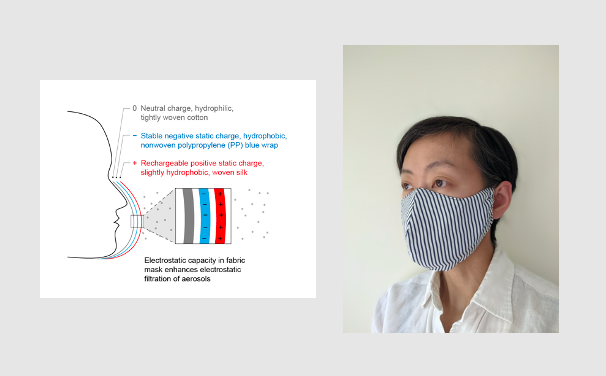 0 Neutral charge, hydrophilic,
tightly woven cotton
− Stable negative static charge, hydrophobic,
nonwoven polypropylene (PP) blue wrap
+ Rechargeable positive static charge,
slightly hydrophobic, woven silk
Electrostatic capacity in fabric
mask enhances electrostatic
filtration of aerosols